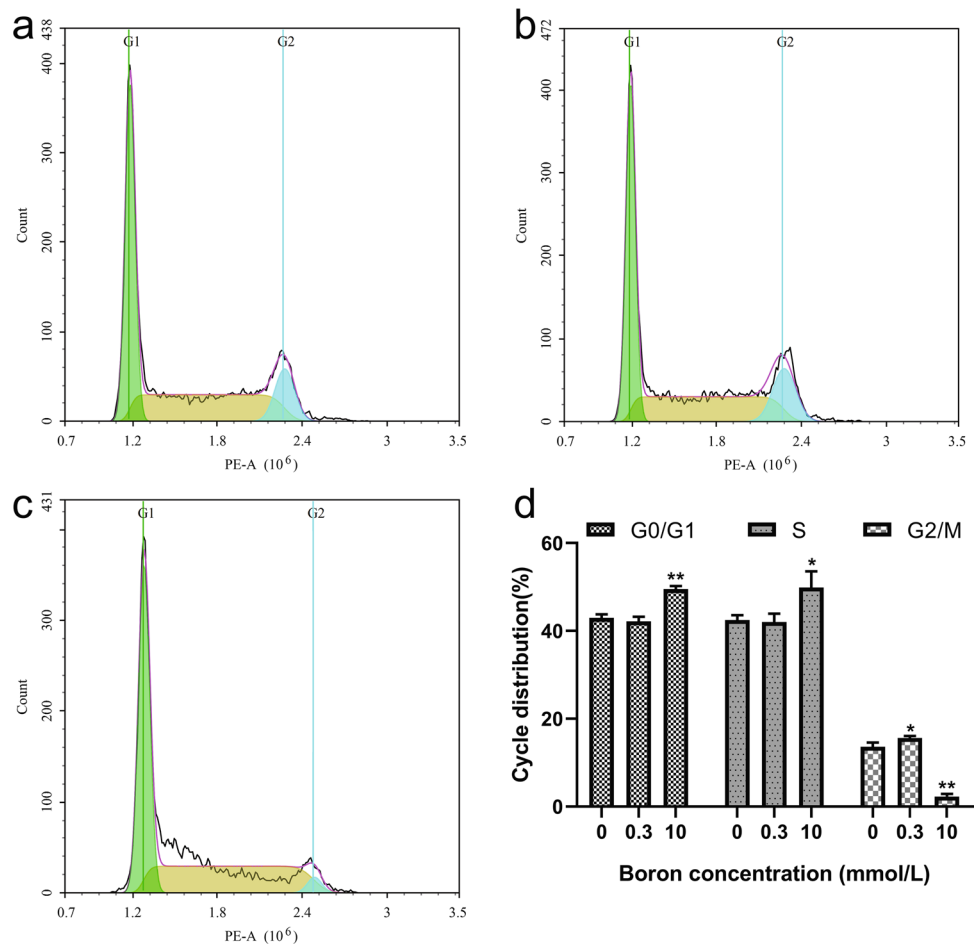 a
438
G1
G2
400
300
200
100
0
Count
0.7 1.2 1.8 2.4 3 3.5
PE-A (10⁶)
b
472
G1
G2
400
300
200
100
0
Count
0.7 1.2 1.8 2.4 3 3.5
PE-A (10⁶)
c
431
G1
G2
300
200
100
0
Count
0.7 1.2 1.8 2.4 3 3.5
PE-A (10⁶)
d
G0/G1 S G2/M
60
40
20
0
Cycle distribution(%)
** * * **
0 0.3 10 0 0.3 10 0 0.3 10
Boron concentration (mmol/L)